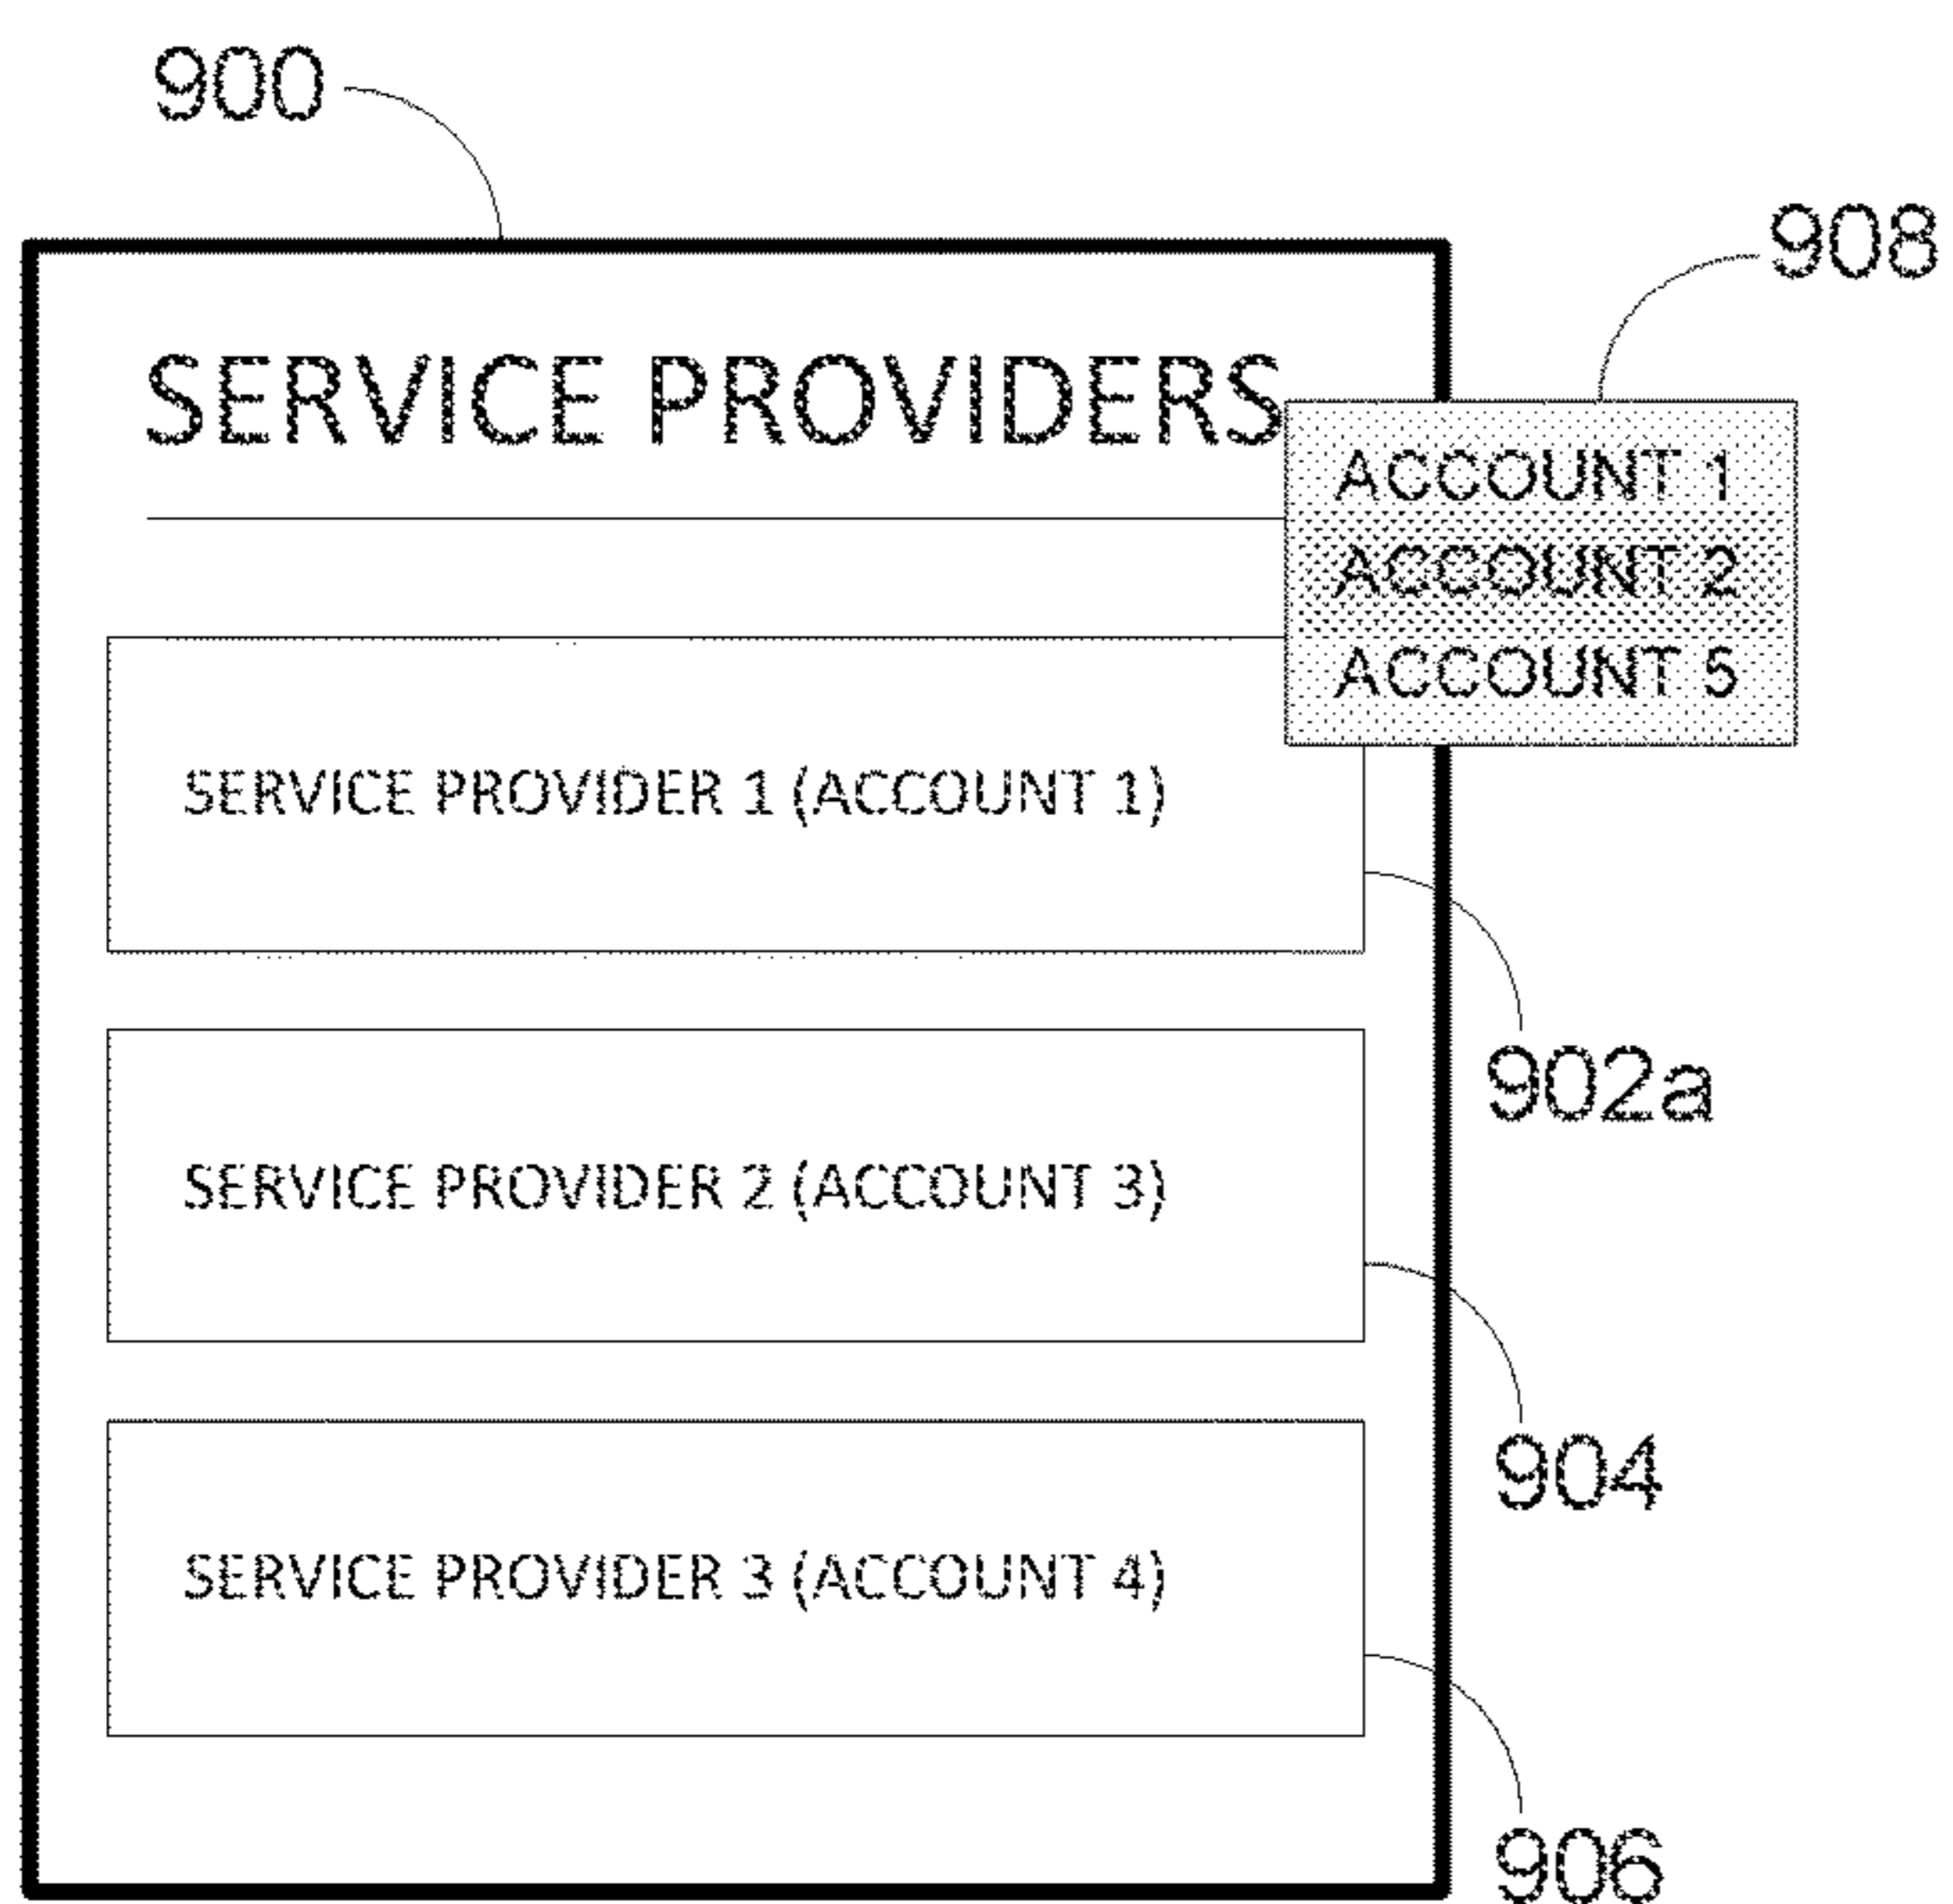 900
908
SERVICE PROVIDERS
ACCOUNT 1
ACCOUNT 2
ACCOUNT 5
SERVICE PROVIDER 1 (ACCOUNT 1)
902a
SERVICE PROVIDER 2 (ACCOUNT 3)
904
SERVICE PROVIDER 3 (ACCOUNT 4)
906